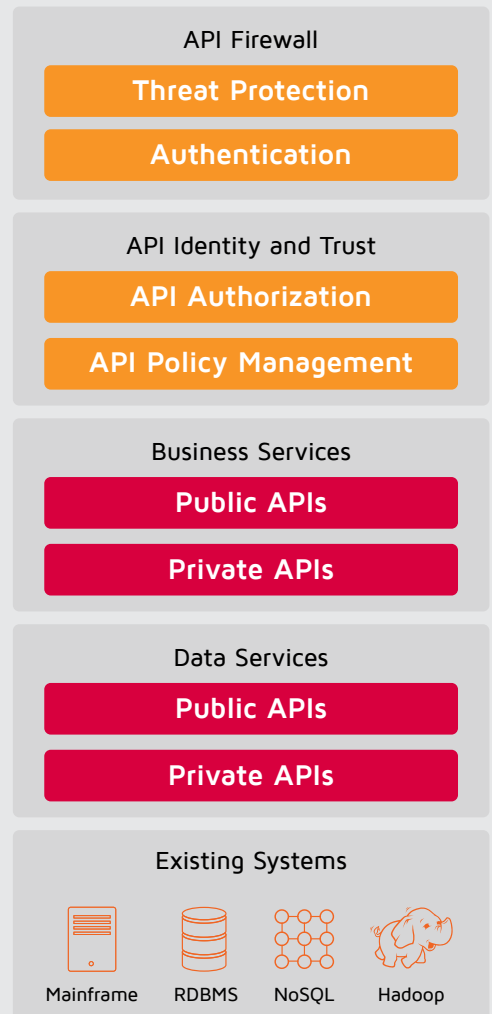 API Firewall
Threat Protection
Authentication
API Identity and Trust
API Authorization
API Policy Management
Business Services
Public APIs
Private APIs
Data Services
Public APIs
Private APIs
Existing Systems
Mainframe RDBMS NoSQL Hadoop